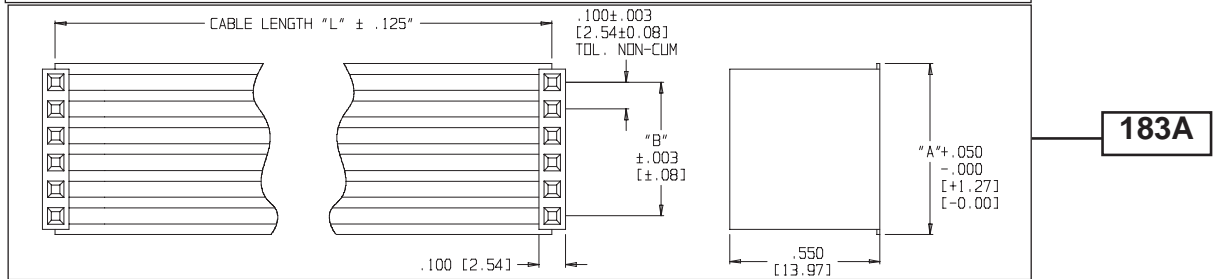 CABLE LENGTH "L" ± .125"
.100±.003
[2.54±0.08]
TOL. NON-CUM
"B"
±.003
[±.08]
.100 [2.54]
"A"+.050
-.000
[+1.27]
[-0.00]
.550
[13.97]
183A